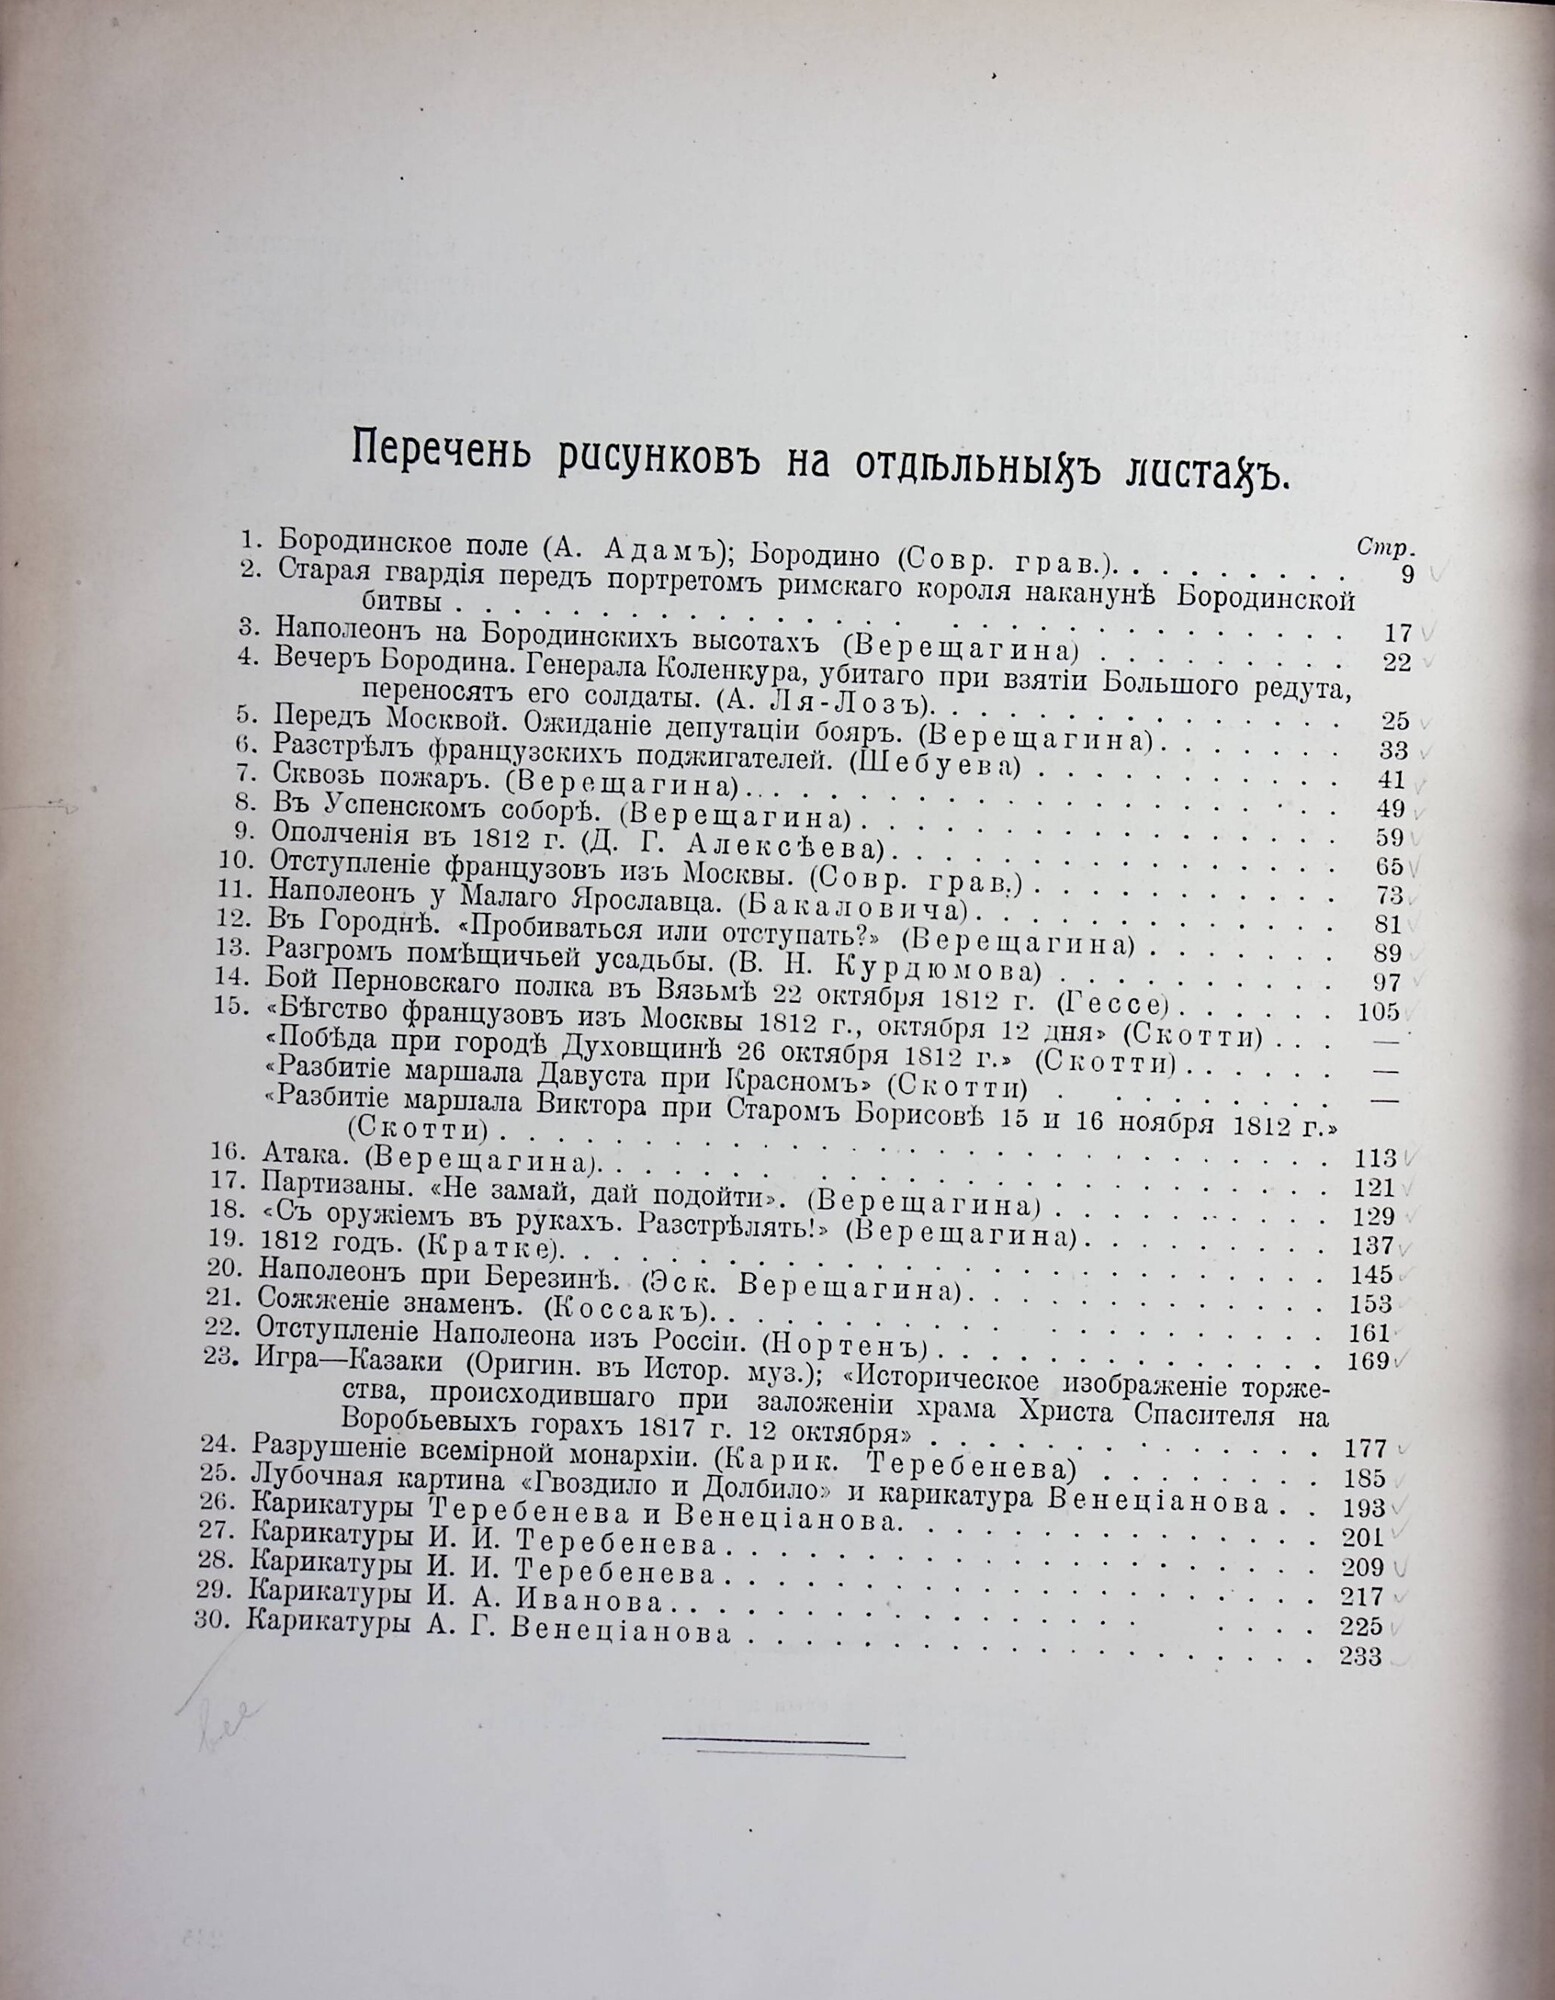 Перечень рисунковъ на отдѣльныхъ листахъ.
Стр.
1. Бородинское поле (А. Адамъ); Бородино (Совр. грав.). . . . . . . . . 9
2. Старая гвардія передъ портретомъ римскаго короля наканунѣ Бородинской
битвы . . . . . . . . . . . . . . . . . . . . 17
3. Наполеонъ на Бородинскихъ высотахъ (Верещагина) . . . . . . . . . 22
4. Вечеръ Бородина. Генерала Коленкура, убитаго при взятіи Большого редута,
переносятъ его солдаты. (А. Ля-Лозъ). . . . . . . . . . . . . . . 25
5. Передъ Москвой. Ожиданіе депутаціи бояръ. (Верещагина). . . . . . . 33
6. Разстрѣлъ французскихъ поджигателей. (Шебуева) . . . . . . . . . . . 41
7. Сквозь пожаръ. (Верещагина). . . . . . . . . . . . . . . . . 49
8. Въ Успенскомъ соборѣ. (Верещагина). . . . . . . . . . . . . . 59
9. Ополченія въ 1812 г. (Д. Г. Алексѣева). . . . . . . . . . . . . . . . 65
10. Отступленіе французовъ изъ Москвы. (Совр. грав.) . . . . . . . . . . . 73
11. Наполеонъ у Малаго Ярославца. (Бакаловича). . . . . . . . . . . . . 81
12. Въ Городнѣ. «Пробиваться или отступать?» (Верещагина) . . . . . . . 89
13. Разгромъ помѣщичьей усадьбы. (В. Н. Курдюмова) . . . . . . . . . . 97
14. Бой Перновскаго полка въ Вязьмѣ 22 октября 1812 г. (Гессе). . . . . . 105
15. «Бѣгство французовъ изъ Москвы 1812 г., октября 12 дня» (Скотти) . . . —
«Побѣда при городѣ Духовщинѣ 26 октября 1812 г.» (Скотти) . . . . . . —
«Разбитіе маршала Давуста при Красномъ» (Скотти) . . . . . . . . . —
«Разбитіе маршала Виктора при Старомъ Борисовѣ 15 и 16 ноября 1812 г.»
(Скотти) . . . . . . . . . . . . . . . . . . . . . . . 113
16. Атака. (Верещагина). . . . . . . . . . . . . . . . . . . . 121
17. Партизаны. «Не замай, дай подойти». (Верещагина) . . . . . . . . . . 129
18. «Съ оружіемъ въ рукахъ. Разстрѣлять!» (Верещагина). . . . . . . . . 137
19. 1812 годъ. (Кратке). . . . . . . . . . . . . . . . . . . . . . 145
20. Наполеонъ при Березинѣ. (Эск. Верещагина). . . . . . . . . . . . . 153
21. Сожженіе знаменъ. (Коссакъ). . . . . . . . . . . . . . . . . . . 161
22. Отступленіе Наполеона изъ Россіи. (Нортенъ) . . . . . . . . . . . . . 169
23. Игра—Казаки (Оригин. въ Истор. муз.); «Историческое изображеніе торже-
ства, происходившаго при заложеніи храма Христа Спасителя на
Воробьевыхъ горахъ 1817 г. 12 октября» . . . . . . . . . . . . . . 177
24. Разрушеніе всемірной монархіи. (Карик. Теребенева) . . . . . . . . 185
25. Лубочная картина «Гвоздило и Долбило» и карикатура Венеціанова . . 193
26. Карикатуры Теребенева и Венеціанова. . . . . . . . . . . . . . . 201
27. Карикатуры И. И. Теребенева . . . . . . . . . . . . . . . . . . . . 209
28. Карикатуры И. И. Теребенева . . . . . . . . . . . . . . . . . . . . 217
29. Карикатуры И. А. Иванова . . . . . . . . . . . . . . . . . . . . . 225
30. Карикатуры А. Г. Венеціанова . . . . . . . . . . . . . . . . . . . . 233
все